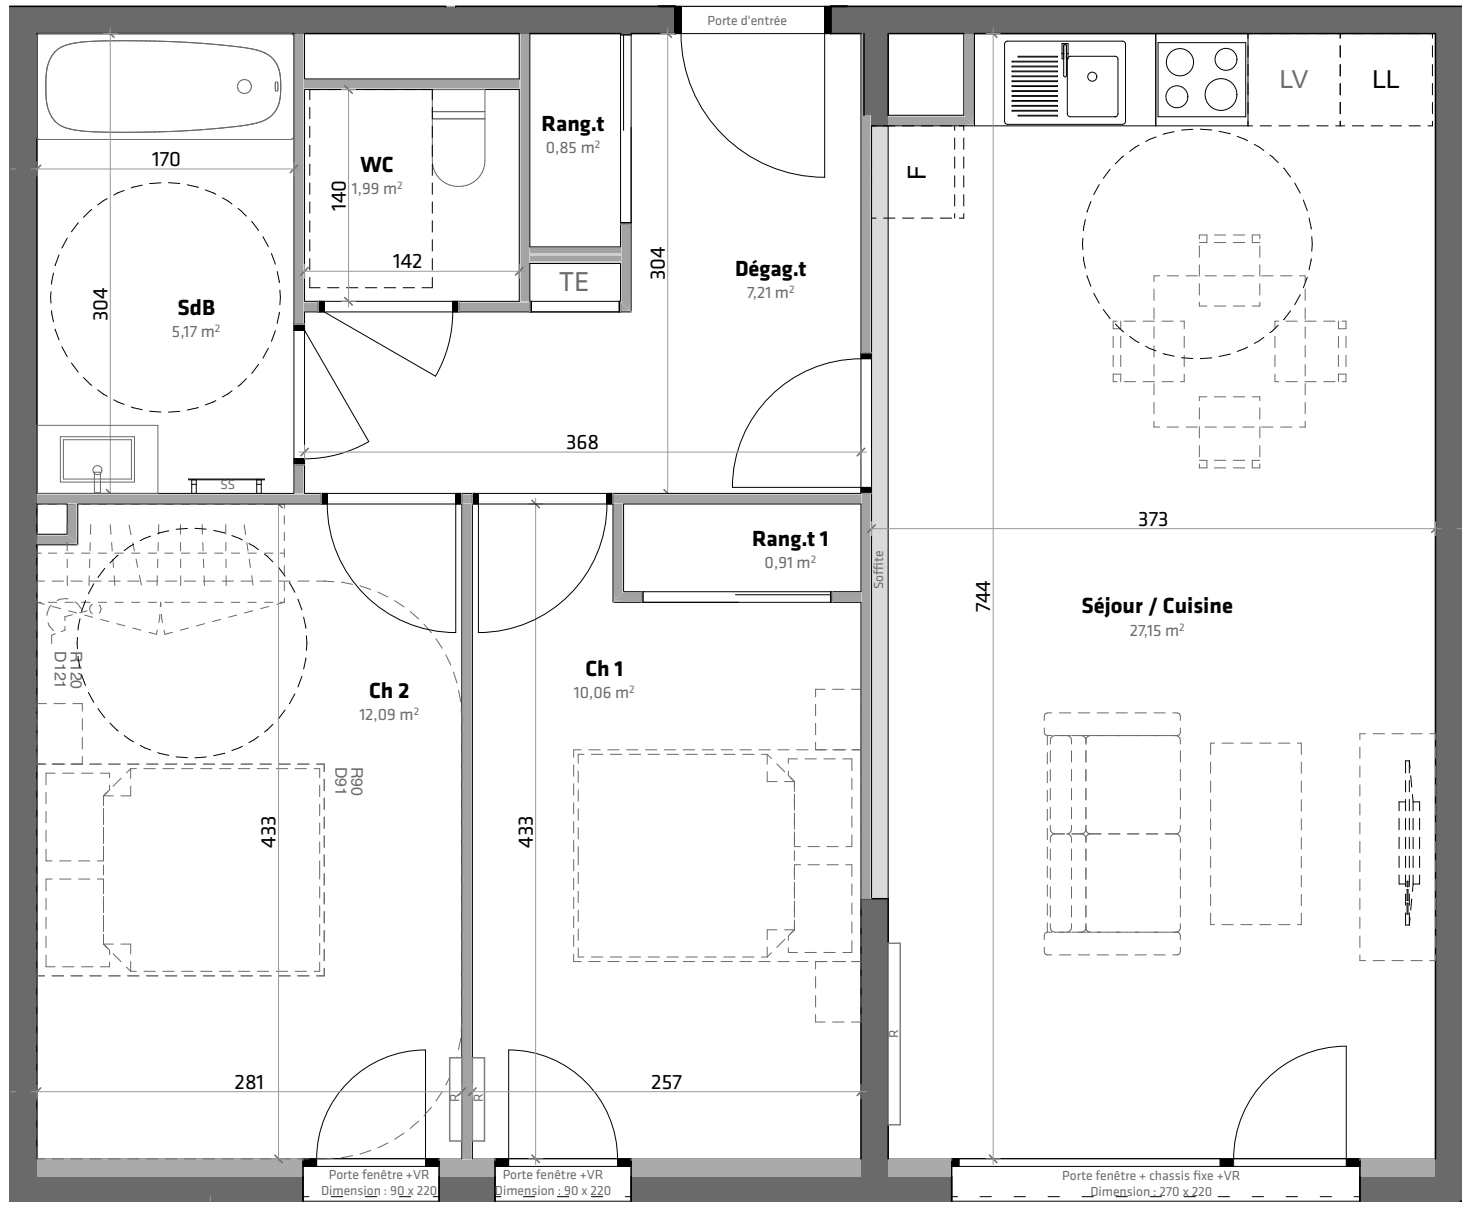 Porte d'entrée
LV
LL
Rang.t
0,85 m²
170
WC
1,99 m²
140
F
142
304
TE
Dégag.t
7,21 m²
304
SdB
5,17 m²
368
SS
373
Rang.t 1
0,91 m²
Soffite
744
Séjour / Cuisine
27,15 m²
R120
D121
Ch 1
10,06 m²
Ch 2
12,09 m²
R90
D91
433
433
R
281
257
R
R
Porte fenêtre +VR
Dimension : 90 x 220
Porte fenêtre +VR
Dimension : 90 x 220
Porte fenêtre + chassis fixe +VR
Dimension : 270 x 220